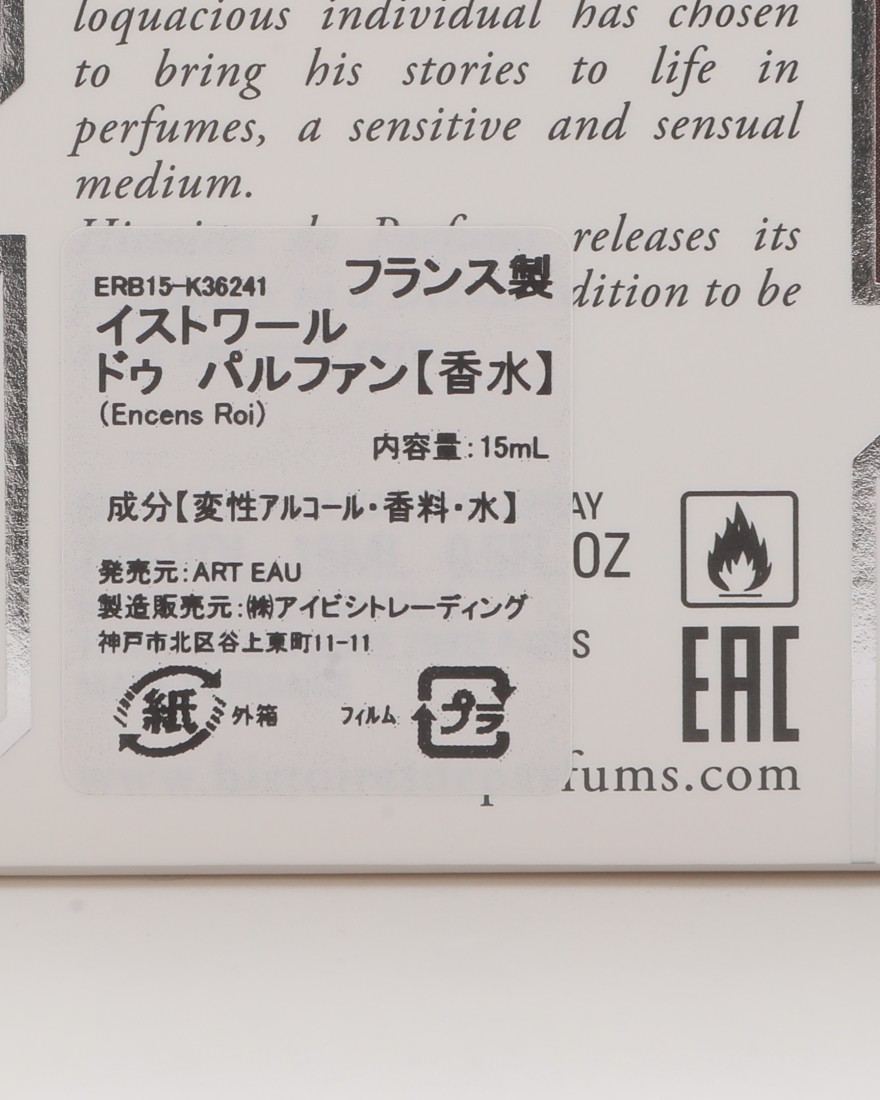 loquacious individual has chosen
to bring his stories to life in
perfumes, a sensitive and sensual
medium.
releases its
dition to be
ERB15-K36241 フランス製
イストワール
ドゥ パルファン【香水】
(Encens Roi)
内容量:15mL
成分【変性アルコール・香料・水】
発売元:ART EAU
製造販売元:㈱アイビシトレーディング
神戸市北区谷上東町11-11
紙 外箱 フィルム プラ
AY
OZ
S
EAC
fums.com